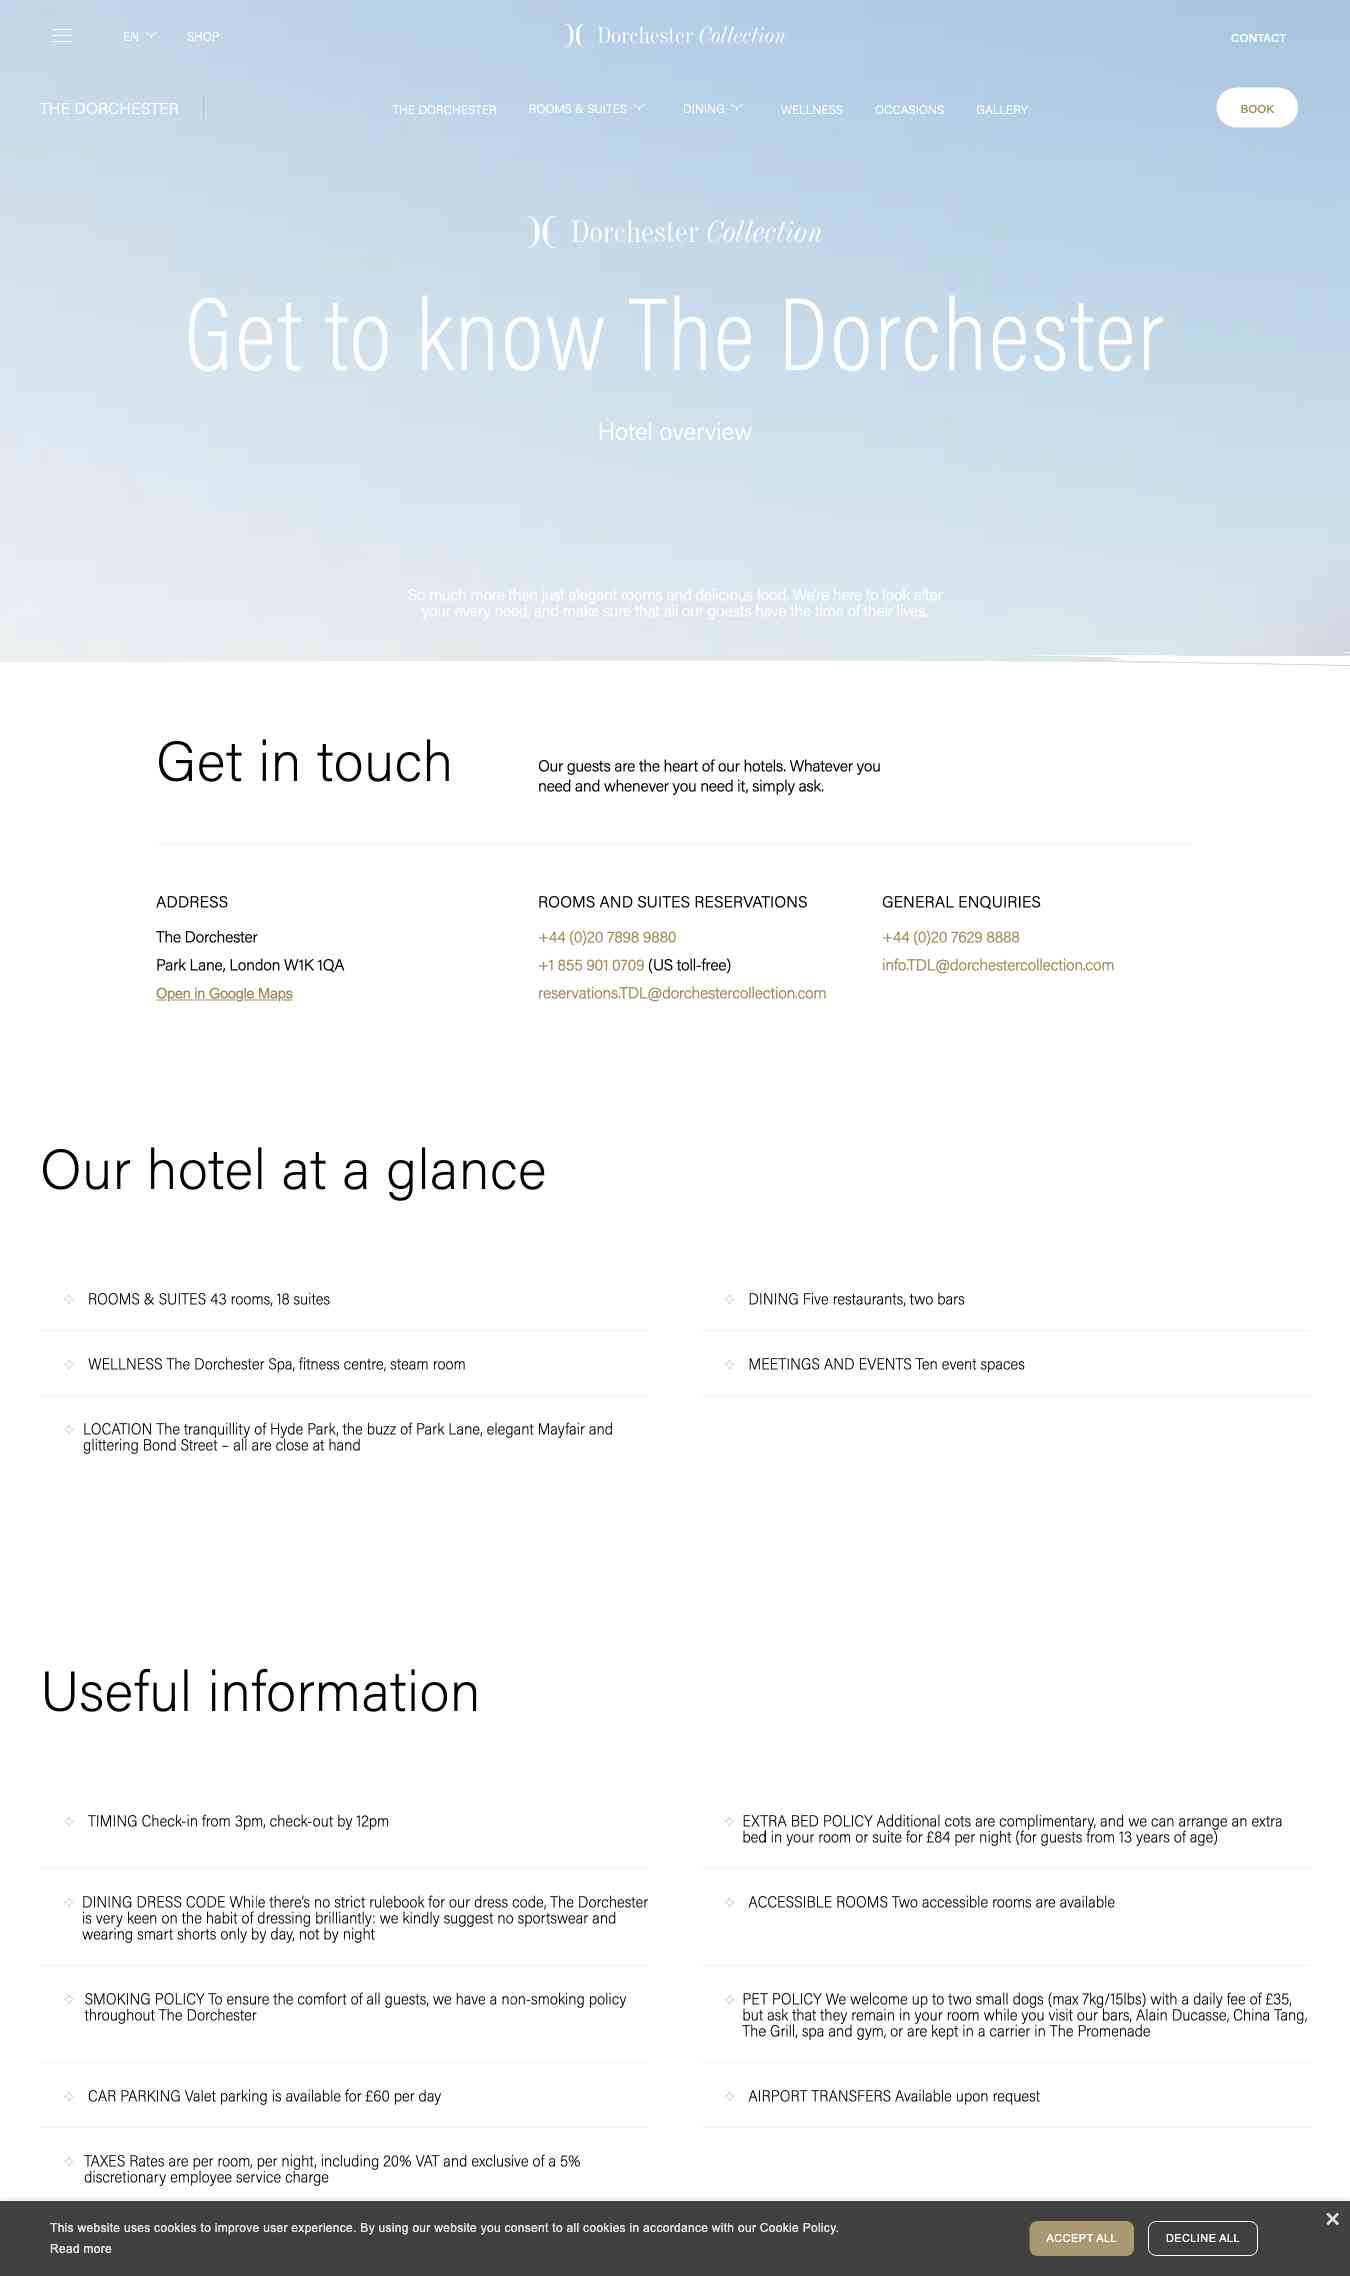 EN
SHOP
Dorchester Collection
CONTACT
THE DORCHESTER
THE DORCHESTER
ROOMS & SUITES
DINING
WELLNESS
OCCASIONS
GALLERY
BOOK
Dorchester Collection
Get to know The Dorchester
Hotel overview
So much more than just elegant rooms and delicious food. We're here to look after
your every need, and make sure that all our guests have the time of their lives.
Get in touch
Our guests are the heart of our hotels. Whatever you
need and whenever you need it, simply ask.
ADDRESS
The Dorchester
Park Lane, London W1K 1QA
Open in Google Maps
ROOMS AND SUITES RESERVATIONS
+44 (0)20 7898 9880
+1 855 901 0709 (US toll-free)
reservations.TDL@dorchestercollection.com
GENERAL ENQUIRIES
+44 (0)20 7629 8888
info.TDL@dorchestercollection.com
Our hotel at a glance
ROOMS & SUITES 43 rooms, 18 suites
DINING Five restaurants, two bars
WELLNESS The Dorchester Spa, fitness centre, steam room
MEETINGS AND EVENTS Ten event spaces
LOCATION The tranquillity of Hyde Park, the buzz of Park Lane, elegant Mayfair and
glittering Bond Street – all are close at hand
Useful information
TIMING Check-in from 3pm, check-out by 12pm
EXTRA BED POLICY Additional cots are complimentary, and we can arrange an extra
bed in your room or suite for £84 per night (for guests from 13 years of age)
DINING DRESS CODE While there's no strict rulebook for our dress code, The Dorchester
is very keen on the habit of dressing brilliantly: we kindly suggest no sportswear and
wearing smart shorts only by day, not by night
ACCESSIBLE ROOMS Two accessible rooms are available
SMOKING POLICY To ensure the comfort of all guests, we have a non-smoking policy
throughout The Dorchester
PET POLICY We welcome up to two small dogs (max 7kg/15lbs) with a daily fee of £35,
but ask that they remain in your room while you visit our bars, Alain Ducasse, China Tang,
The Grill, spa and gym, or are kept in a carrier in The Promenade
CAR PARKING Valet parking is available for £60 per day
AIRPORT TRANSFERS Available upon request
TAXES Rates are per room, per night, including 20% VAT and exclusive of a 5%
discretionary employee service charge
This website uses cookies to improve user experience. By using our website you consent to all cookies in accordance with our Cookie Policy.
Read more
ACCEPT ALL
DECLINE ALL